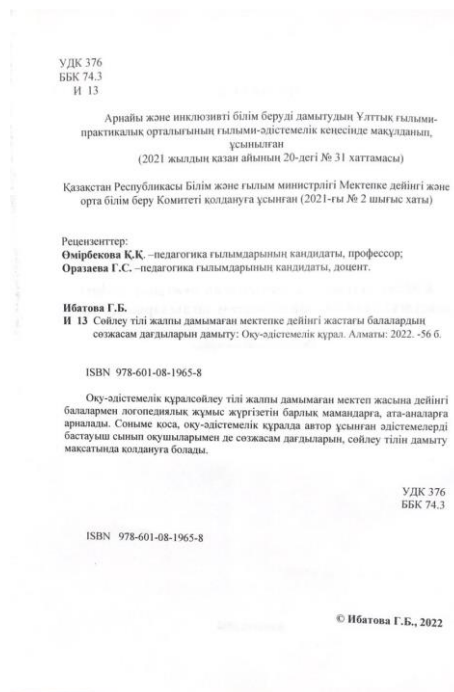 УДК 376
ББК 74.3
И 13
Арнайы және инклюзивті білім беруді дамытудың Ұлттық ғылыми-
практикалық орталығының ғылыми-әдістемелік кеңесінде мақұлданып,
ұсынылған
(2021 жылдың қазан айының 20-дегі № 31 хаттамасы)
Қазақстан Республикасы Білім және ғылым министрлігі Мектепке дейінгі және
орта білім беру Комитеті қолдануға ұсынған (2021-ғы № 2 шығыс хаты)
Рецензенттер:
Өмірбекова Қ.Қ. –педагогика ғылымдарының кандидаты, профессор;
Оразаева Г.С. –педагогика ғылымдарының кандидаты, доцент.
Ибатова Г.Б.
И 13 Сөйлеу тілі жалпы дамымаған мектепке дейінгі жастағы балалардың
сөзжасам дағдыларын дамыту: Оқу-әдістемелік құрал. Алматы: 2022. -56 б.
ISBN 978-601-08-1965-8
Оқу-әдістемелік құралсөйлеу тілі жалпы дамымаған мектеп жасына дейінгі
балалармен логопедиялық жұмыс жүргізетін барлық мамандарға, ата-аналарға
арналады. Соныме қоса, оқу-әдістемелік құралда автор ұсынған әдістемелерді
бастауыш сынып оқушыларымен де сөзжасам дағдыларын, сөйлеу тілін дамыту
мақсатында қолдануға болады.
УДК 376
ББК 74.3
ISBN 978-601-08-1965-8
© Ибатова Г.Б., 2022